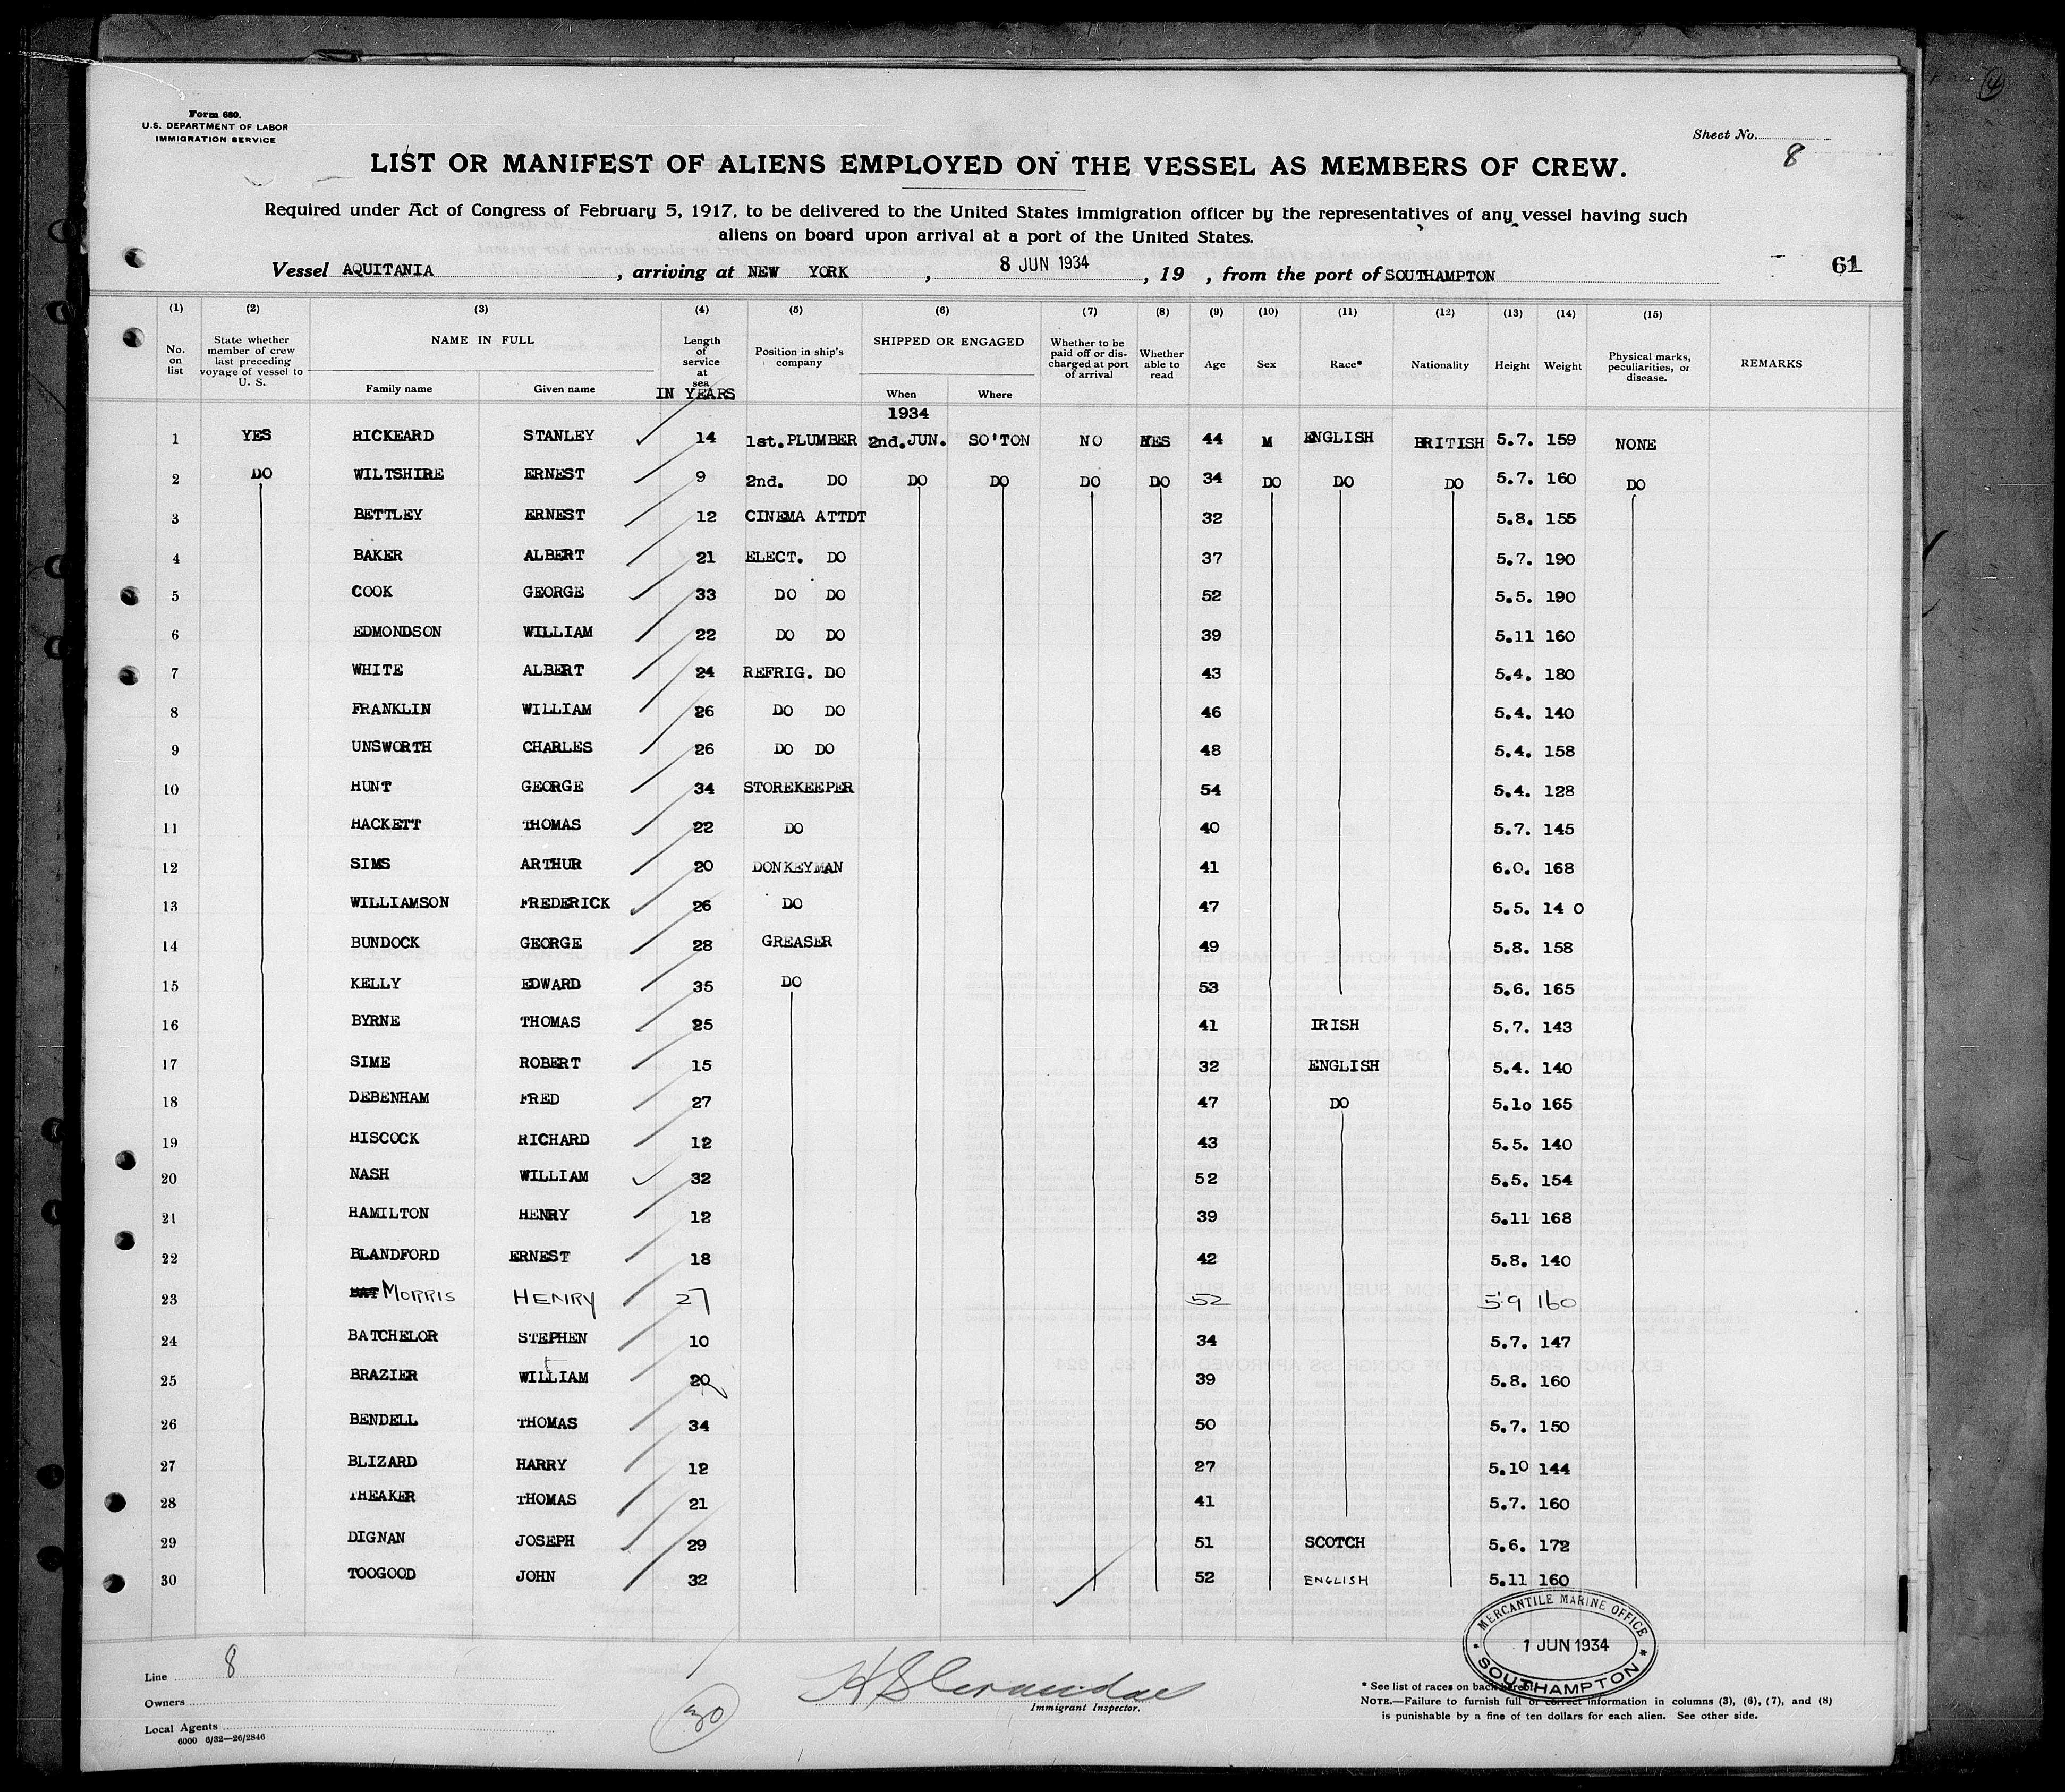 4
Form 680.
U.S. DEPARTMENT OF LABOR
IMMIGRATION SERVICE
Sheet No. 8
LIST OR MANIFEST OF ALIENS EMPLOYED ON THE VESSEL AS MEMBERS OF CREW.
Required under Act of Congress of February 5, 1917, to be delivered to the United States immigration officer by the representatives of any vessel having such
aliens on board upon arrival at a port of the United States.
Vessel AQUITANIA, arriving at NEW YORK, 8 JUN 1934, 19 , from the port of SOUTHAMPTON 61
(1) (2) (3) (4) (5) (6) (7) (8) (9) (10) (11) (12) (13) (14) (15)
No. on list State whether member of crew last preceding voyage of vessel to U. S. NAME IN FULL Family name Given name Length of service at sea IN YEARS Position in ship's company SHIPPED OR ENGAGED When Where Whether to be paid off or discharged at port of arrival Whether able to read Age Sex Race* Nationality Height Weight Physical marks, peculiarities, or disease. REMARKS
1934
1 YES RICKEARD STANLEY 14 1st.PLUMBER 2nd.JUN. SO'TON NO YES 44 M ENGLISH BRITISH 5.7. 159 NONE
2 DO WILTSHIRE ERNEST 9 2nd. DO DO DO DO DO 34 DO DO DO 5.7. 160 DO
3 BETTLEY ERNEST 12 CINEMA ATTDT 32 5.8. 155
4 BAKER ALBERT 21 ELECT. DO 37 5.7. 190
5 COOK GEORGE 33 DO DO 52 5.5. 190
6 EDMONDSON WILLIAM 22 DO DO 39 5.11 160
7 WHITE ALBERT 24 REFRIG. DO 43 5.4. 180
8 FRANKLIN WILLIAM 26 DO DO 46 5.4. 140
9 UNSWORTH CHARLES 26 DO DO 48 5.4. 158
10 HUNT GEORGE 34 STOREKEEPER 54 5.4. 128
11 HACKETT THOMAS 22 DO 40 5.7. 145
12 SIMS ARTHUR 20 DONKEYMAN 41 6.0. 168
13 WILLIAMSON FREDERICK 26 DO 47 5.5. 14 0
14 BUNDOCK GEORGE 28 GREASER 49 5.8. 158
15 KELLY EDWARD 35 DO 53 5.6. 165
16 BYRNE THOMAS 25 41 IRISH 5.7. 143
17 SIME ROBERT 15 32 ENGLISH 5.4. 140
18 DEBENHAM FRED 27 47 DO 5.10 165
19 HISCOCK RICHARD 12 43 5.5. 140
20 NASH WILLIAM 32 52 5.5. 154
21 HAMILTON HENRY 12 39 5.11 168
22 BLANDFORD ERNEST 18 42 5.8. 140
23 BAT MORRIS HENRY 27 52 5.9 160
24 BATCHELOR STEPHEN 10 34 5.7. 147
25 BRAZIER WILLIAM 20 39 5.8. 160
26 BENDELL THOMAS 34 50 5.7. 150
27 BLIZARD HARRY 12 27 5.10 144
28 THEAKER THOMAS 21 41 5.7. 160
29 DIGNAN JOSEPH 29 51 SCOTCH 5.6. 172
30 TOOGOOD JOHN 32 52 ENGLISH 5.11 160
MERCANTILE MARINE OFFICE
1 JUN 1934
SOUTHAMPTON
Line 8
Owners
Local Agents
6000 6/32—26/2846
30
Immigrant Inspector.
* See list of races on back hereof.
NOTE.—Failure to furnish full or correct information in columns (3), (6), (7), and (8)
is punishable by a fine of ten dollars for each alien. See other side.